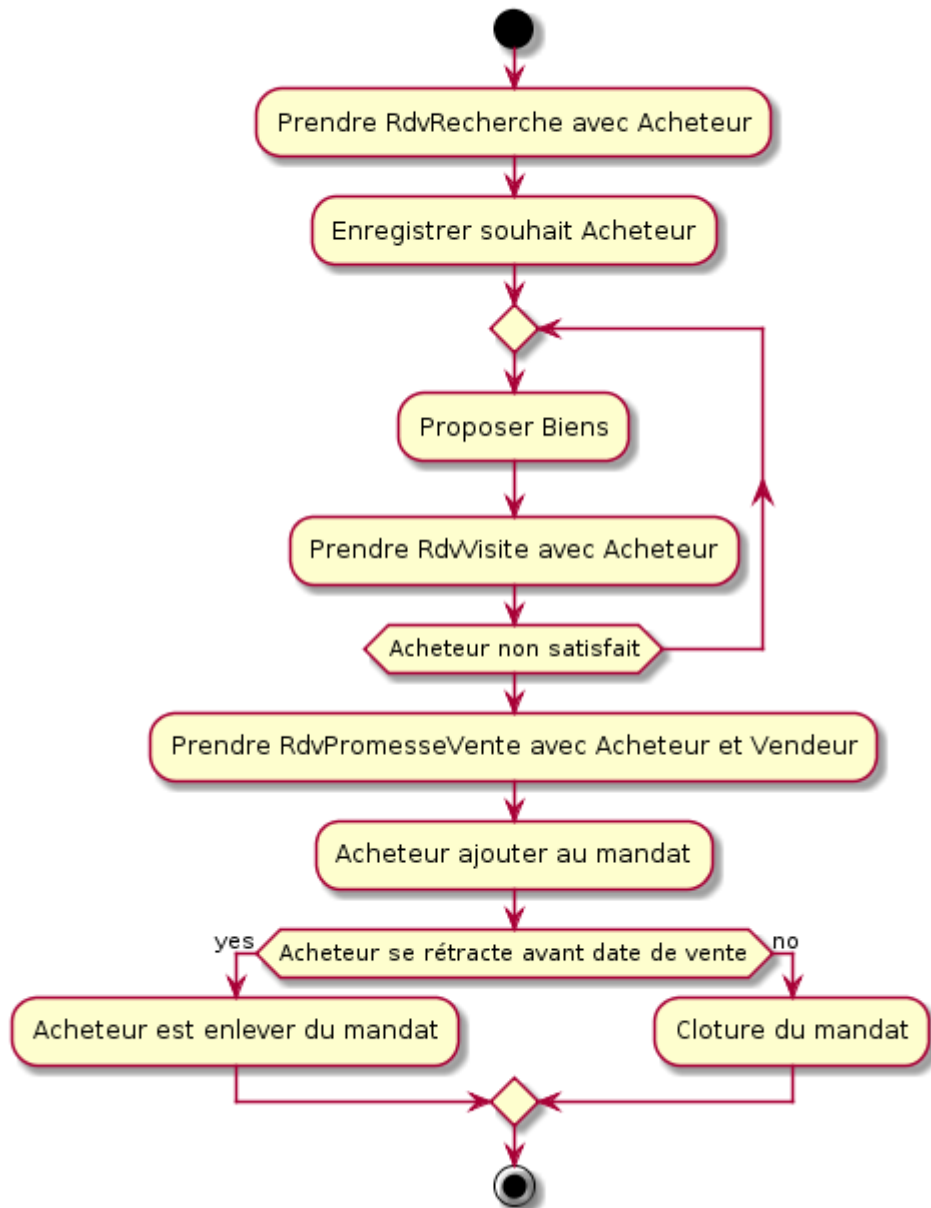 Prendre RdvRecherche avec Acheteur
Enregistrer souhait Acheteur
Proposer Biens
Prendre RdvVisite avec Acheteur
Acheteur non satisfait
Prendre RdvPromesseVente avec Acheteur et Vendeur
Acheteur ajouter au mandat
yes
Acheteur se rétracte avant date de vente
no
Acheteur est enlever du mandat
Cloture du mandat